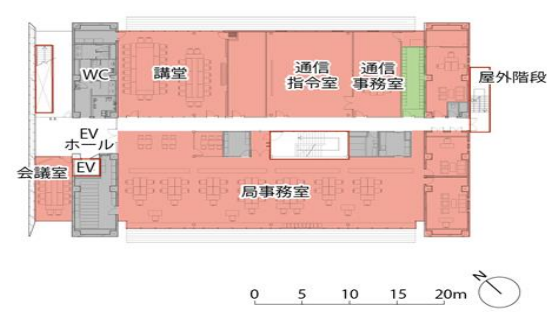 WC
講堂
通信
指令室
通信
事務室
屋外階段
EV
ホール
会議室
EV
局事務室
N
0 5 10 15 20m